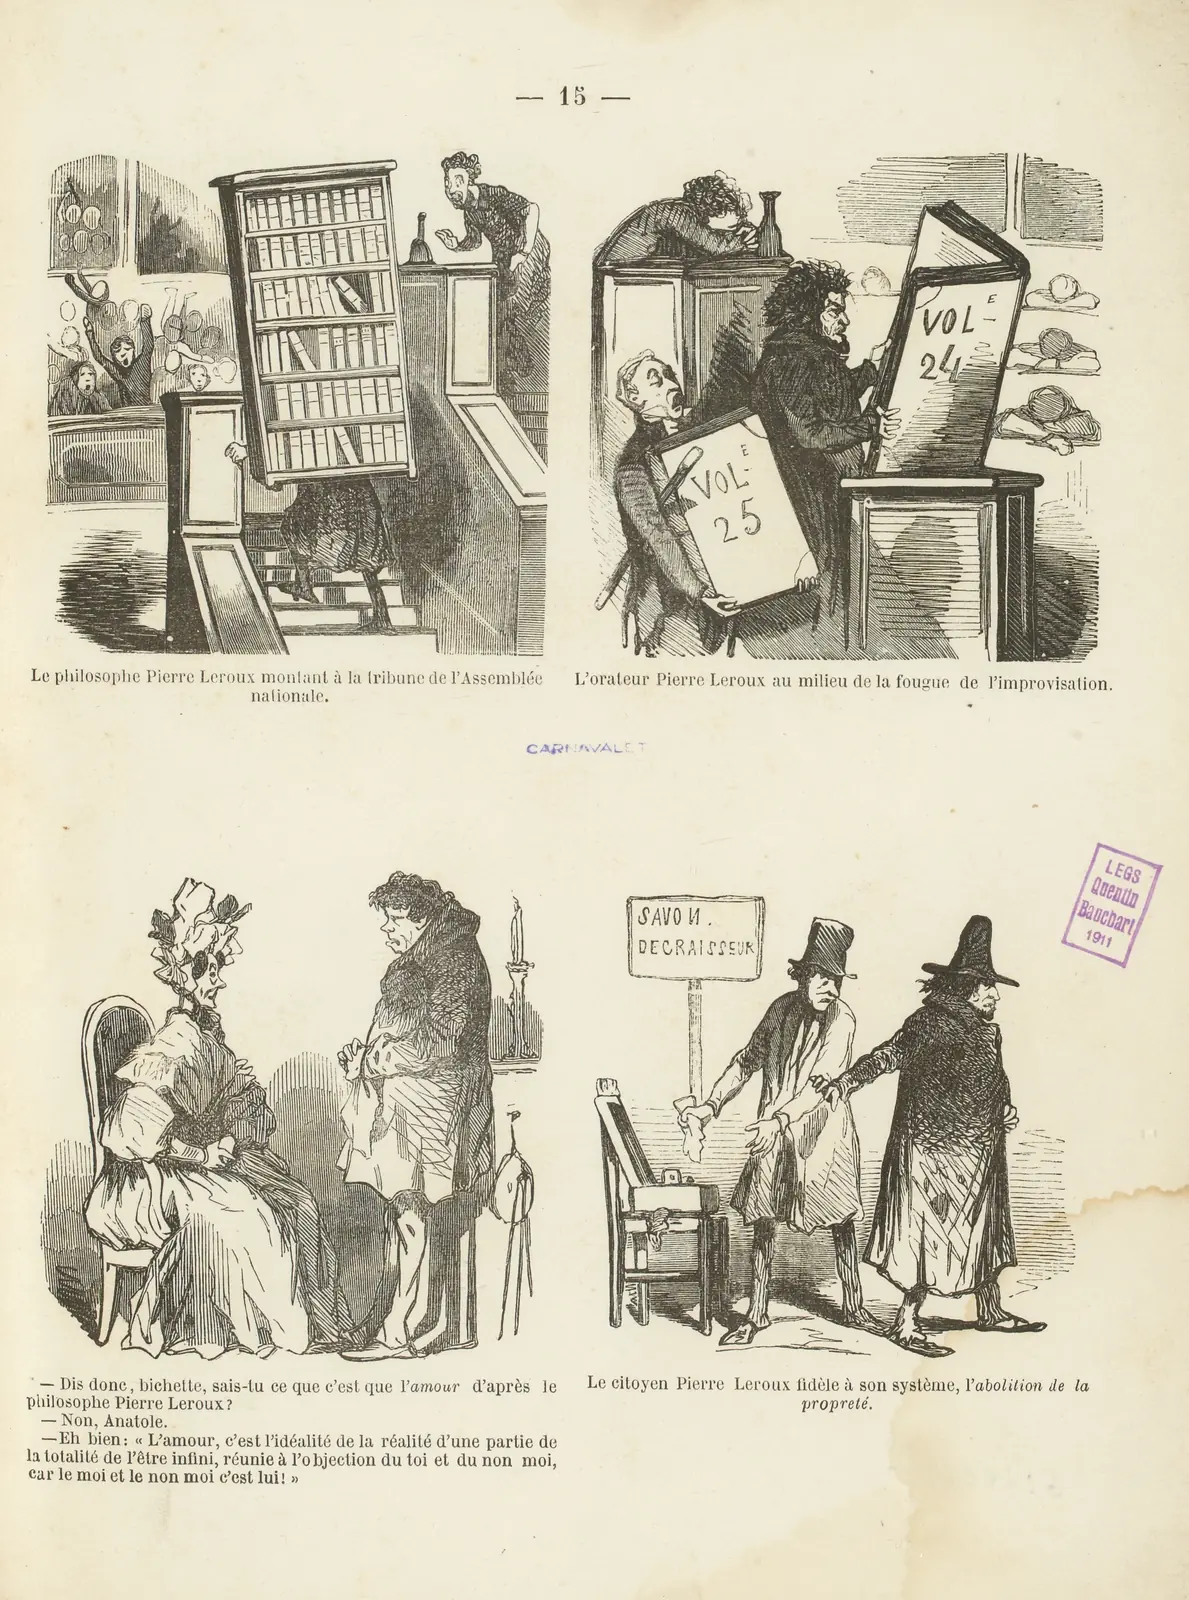 — 15 —
VOLE
24
VOLE
25
Le philosophe Pierre Leroux montant à la tribune de l'Assemblée
nationale.
L'orateur Pierre Leroux au milieu de la fougue de l'improvisation.
CARNAVALET
LEGS
Quentin
Bauchart
1911
SAVON.
DEGRAISSEUR
— Dis donc, bichette, sais-tu ce que c'est que l'amour d'après le
philosophe Pierre Leroux?
— Non, Anatole.
— Eh bien: « L'amour, c'est l'idéalité de la réalité d'une partie de
la totalité de l'être infini, réunie à l'objection du toi et du non moi,
car le moi et le non moi c'est lui! »
Le citoyen Pierre Leroux fidèle à son système, l'abolition de la
propreté.